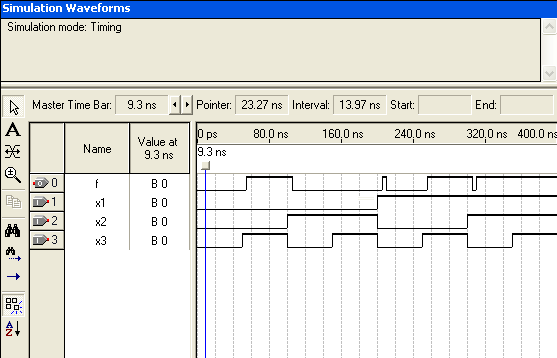 Simulation Waveforms
Simulation mode: Timing
Master Time Bar: 9.3 ns Pointer: 23.27 ns Interval: 13.97 ns Start: End:
A
Name Value at 9.3 ns 0 ps 80.0 ns 160.0 ns 240.0 ns 320.0 ns 400.0 ns
9.3 ns
0 f B 0
1 x1 B 0
2 x2 B 0
3 x3 B 0
A
Z